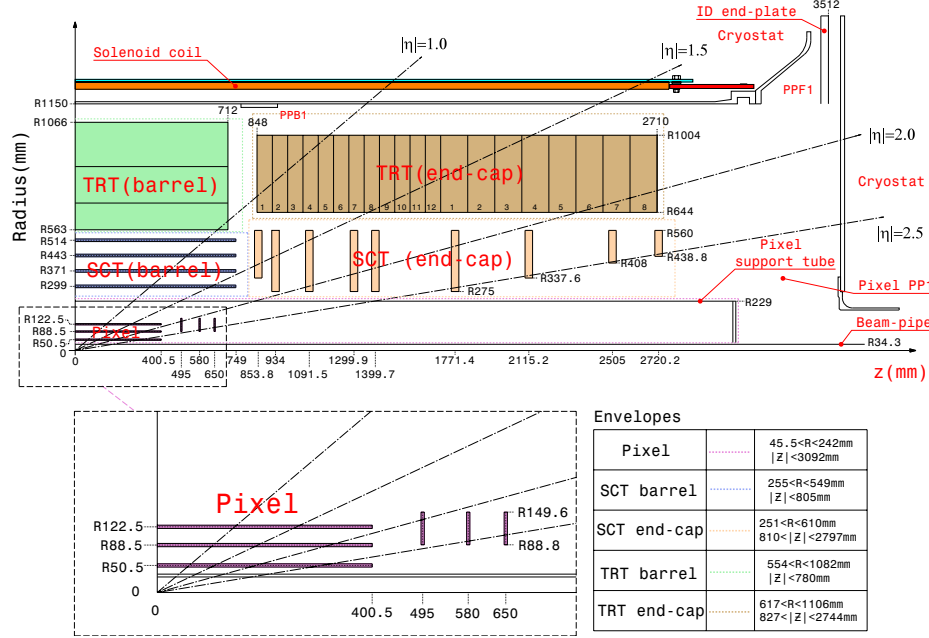 3512
ID end-plate
Cryostat
|η|=1.0
|η|=1.5
Solenoid coil
PPF1
R1150
712
PPB1
R1066
848
2710
R1004
|η|=2.0
TRT(barrel)
TRT(end-cap)
Cryostat
1 2 3 4 5 6 7 8 9 10 11 12 1 2 3 4 5 6 7 8
R644
R563
R560
|η|=2.5
R514
R443
R438.8
SCT(barrel)
SCT (end-cap)
Pixel
support tube
R408
R371
R337.6
R299
R275
Pixel PP1
R229
R122.5
R88.5
Pixel
Beam-pipe
R50.5
R34.3
0
0
400.5 580 749 934 1299.9 1771.4 2115.2 2505 2720.2
495 650 853.8 1091.5 1399.7
z(mm)
Radius(mm)
Pixel
R122.5
R149.6
R88.5
R88.8
R50.5
0
0
400.5 495 580 650
Envelopes
Pixel
45.5<R<242mm
|Z|<3092mm
SCT barrel
255<R<549mm
|Z|<805mm
SCT end-cap
251<R<610mm
810<|Z|<2797mm
TRT barrel
554<R<1082mm
|Z|<780mm
TRT end-cap
617<R<1106mm
827<|Z|<2744mm